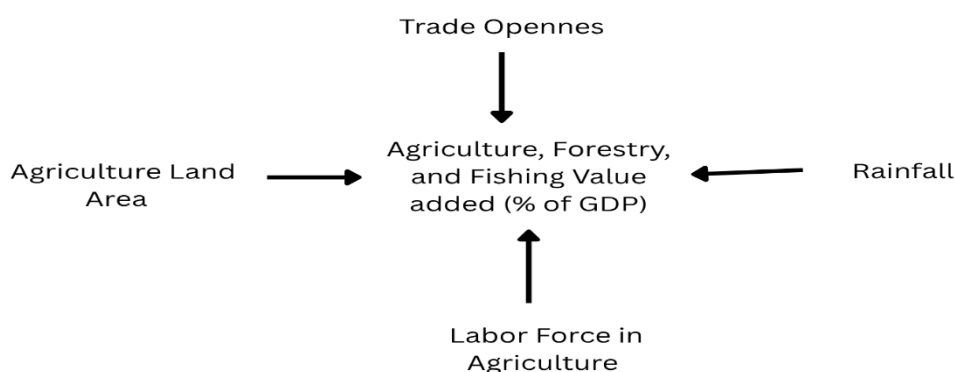 Trade Opennes
Agriculture Land
Area
Agriculture, Forestry,
and Fishing Value
added (% of GDP)
Rainfall
Labor Force in
Agriculture